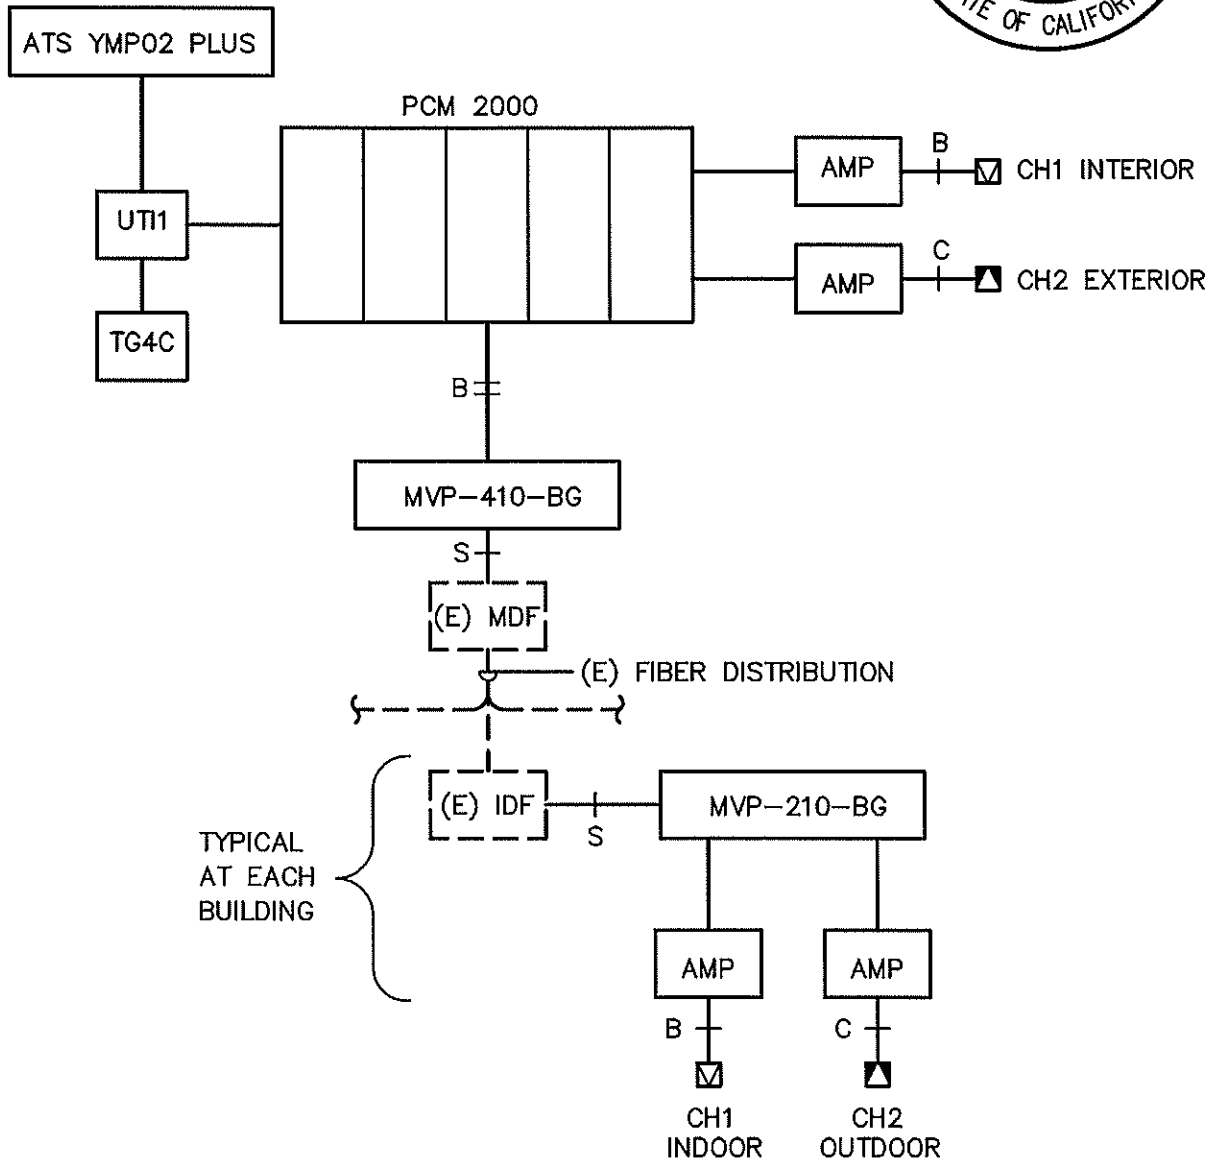 OF CALIFOR
ATS YMP02 PLUS
PCM 2000
UTI1
TG4C
AMP
B
CH1 INTERIOR
AMP
C
CH2 EXTERIOR
B
MVP-410-BG
S
(E) MDF
(E) FIBER DISTRIBUTION
(E) IDF
S
MVP-210-BG
TYPICAL
AT EACH
BUILDING
AMP
AMP
B
C
CH1
INDOOR
CH2
OUTDOOR